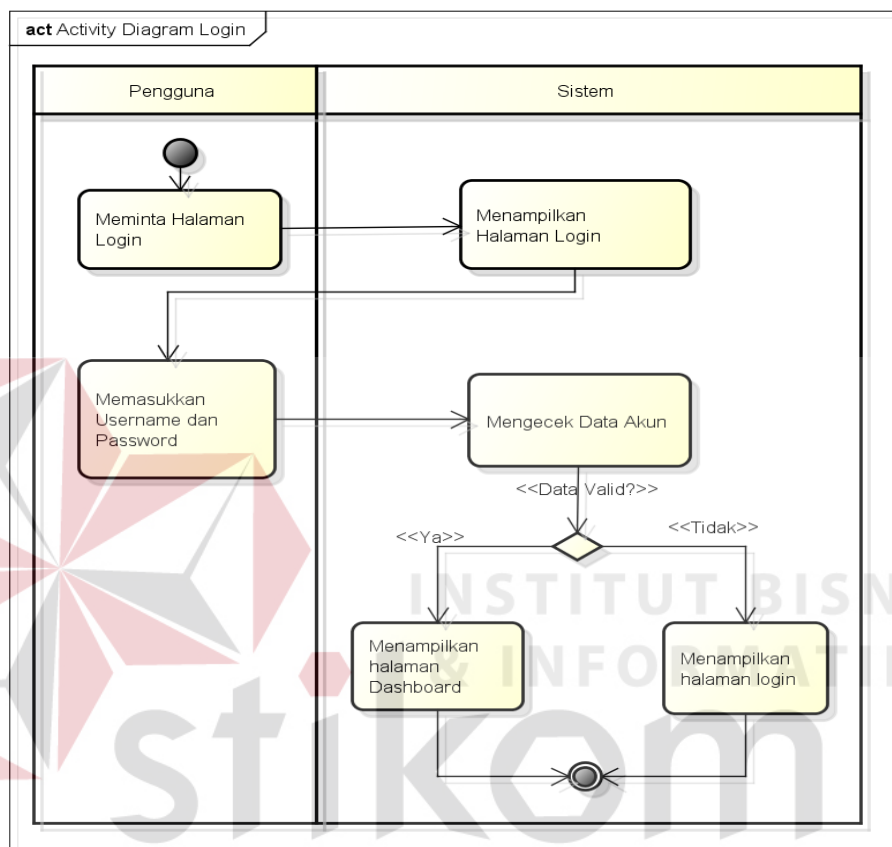 act Activity Diagram Login
Pengguna
Sistem
Meminta Halaman
Login
Menampilkan
Halaman Login
Memasukkan
Username dan
Password
Mengecek Data Akun
<<Data Valid?>>
<<Ya>>
<<Tidak>>
Menampilkan
halaman
Dashboard
Menampilkan
halaman login
INSTITUT BISN
& INFORMATI
stikom